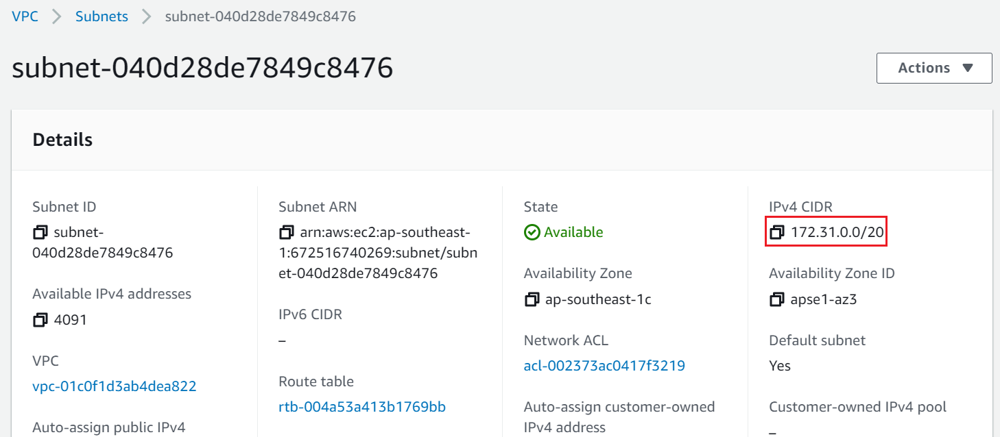 VPC > Subnets > subnet-040d28de7849c8476
subnet-040d28de7849c8476
Actions ▼
Details
Subnet ID
subnet-
040d28de7849c8476
Available IPv4 addresses
4091
VPC
vpc-01c0f1d3ab4dea822
Auto-assign public IPv4
Subnet ARN
arn:aws:ec2:ap-southeast-
1:672516740269:subnet/subn
et-040d28de7849c8476
IPv6 CIDR
–
Route table
rtb-004a53a413b1769bb
State
Available
Availability Zone
ap-southeast-1c
Network ACL
acl-002373ac0417f3219
Auto-assign customer-owned
IPv4 address
IPv4 CIDR
172.31.0.0/20
Availability Zone ID
apse1-az3
Default subnet
Yes
Customer-owned IPv4 pool
–